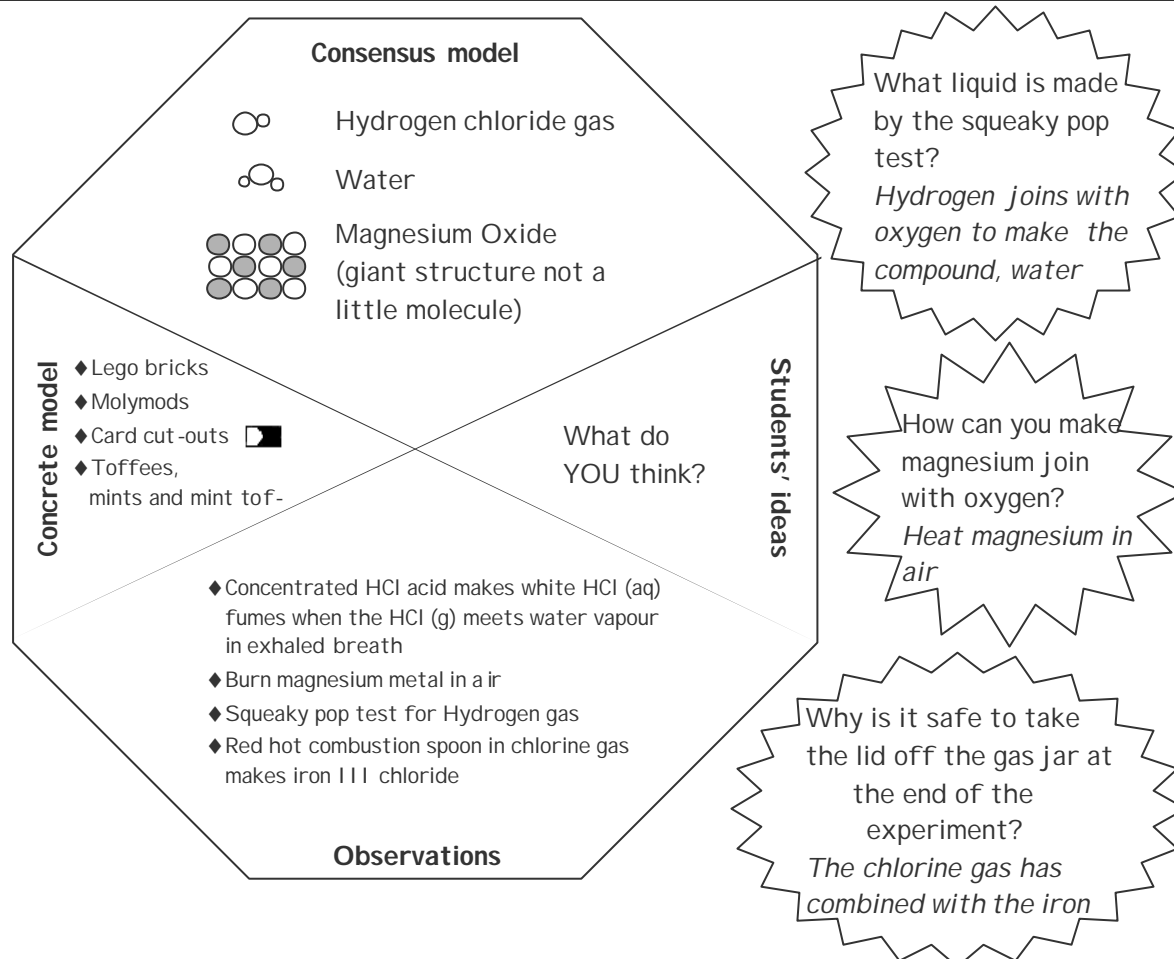 Consensus model
Hydrogen chloride gas
Water
Magnesium Oxide
(giant structure not a
little molecule)
Concrete model
♦Lego bricks
♦Molymods
♦Card cut-outs
♦Toffees,
mints and mint tof-
What do
YOU think?
Students' ideas
♦Concentrated HCl acid makes white HCl (aq)
fumes when the HCl (g) meets water vapour
in exhaled breath
♦Burn magnesium metal in air
♦Squeaky pop test for Hydrogen gas
♦Red hot combustion spoon in chlorine gas
makes iron III chloride
Observations
What liquid is made
by the squeaky pop
test?
Hydrogen joins with
oxygen to make the
compound, water
How can you make
magnesium join
with oxygen?
Heat magnesium in
air
Why is it safe to take
the lid off the gas jar at
the end of the
experiment?
The chlorine gas has
combined with the iron